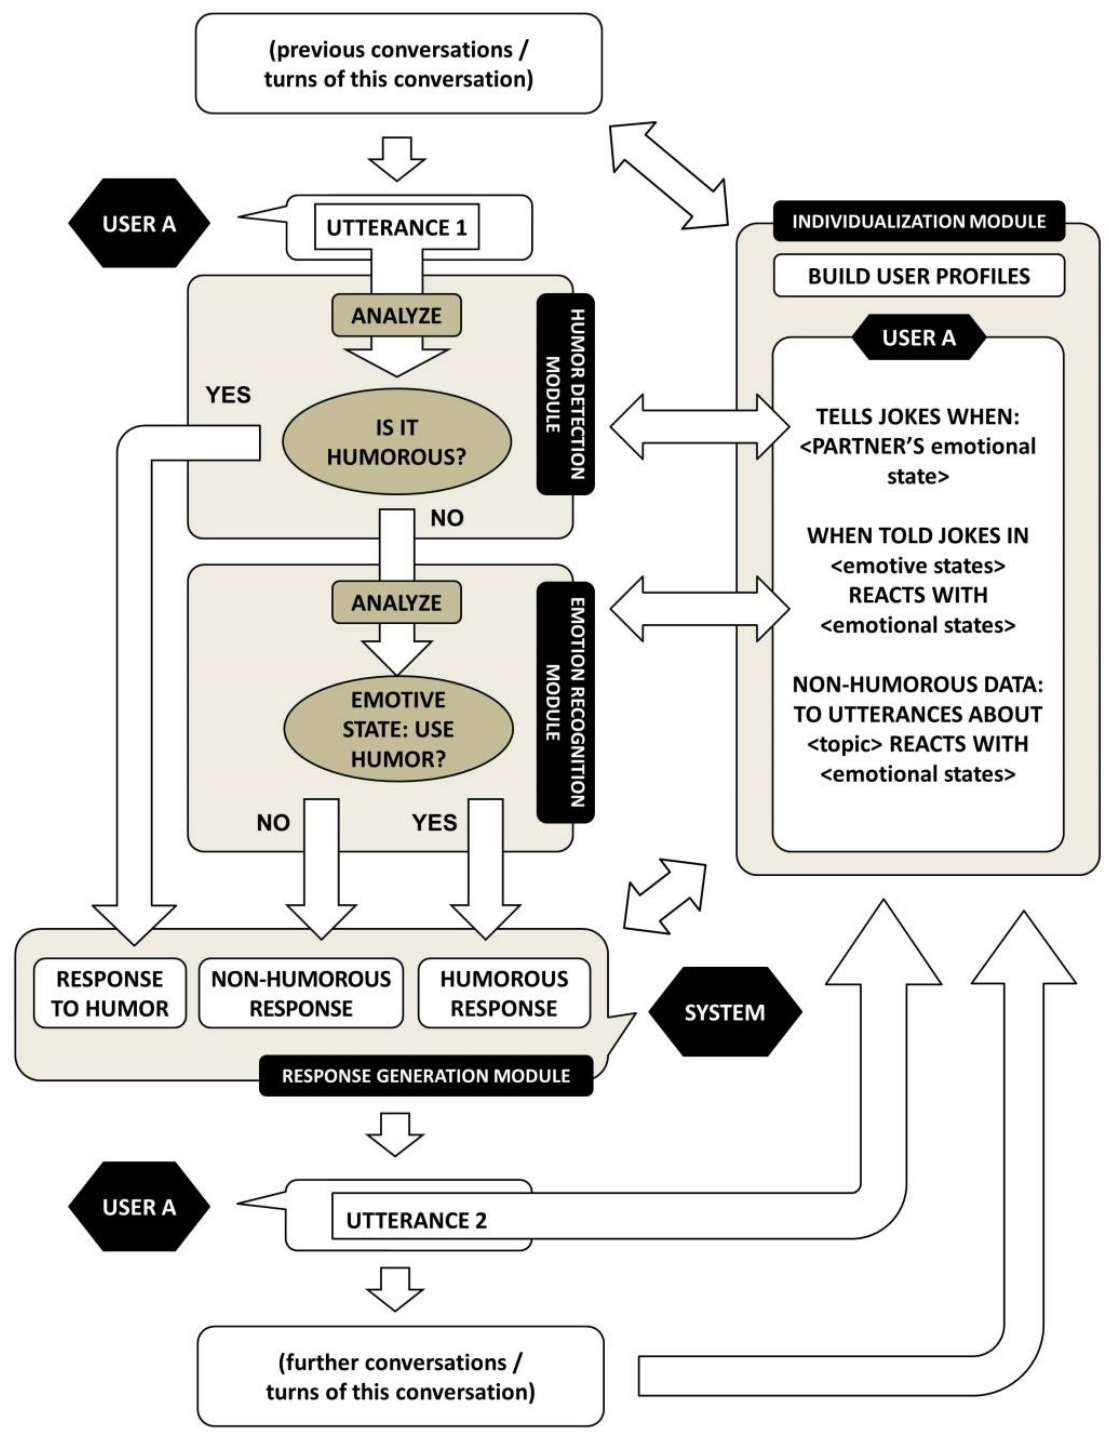 (previous conversations /
turns of this conversation)
USER A
UTTERANCE 1
ANALYZE
HUMOR DETECTION
MODULE
YES
IS IT
HUMOROUS?
NO
ANALYZE
EMOTION RECOGNITION
MODULE
EMOTIVE
STATE: USE
HUMOR?
NO
YES
INDIVIDUALIZATION MODULE
BUILD USER PROFILES
USER A
TELLS JOKES WHEN:
<PARTNER'S emotional
state>
WHEN TOLD JOKES IN
<emotive states>
REACTS WITH
<emotional states>
NON-HUMOROUS DATA:
TO UTTERANCES ABOUT
<topic> REACTS WITH
<emotional states>
RESPONSE
TO HUMOR
NON-HUMOROUS
RESPONSE
HUMOROUS
RESPONSE
SYSTEM
RESPONSE GENERATION MODULE
USER A
UTTERANCE 2
(further conversations /
turns of this conversation)